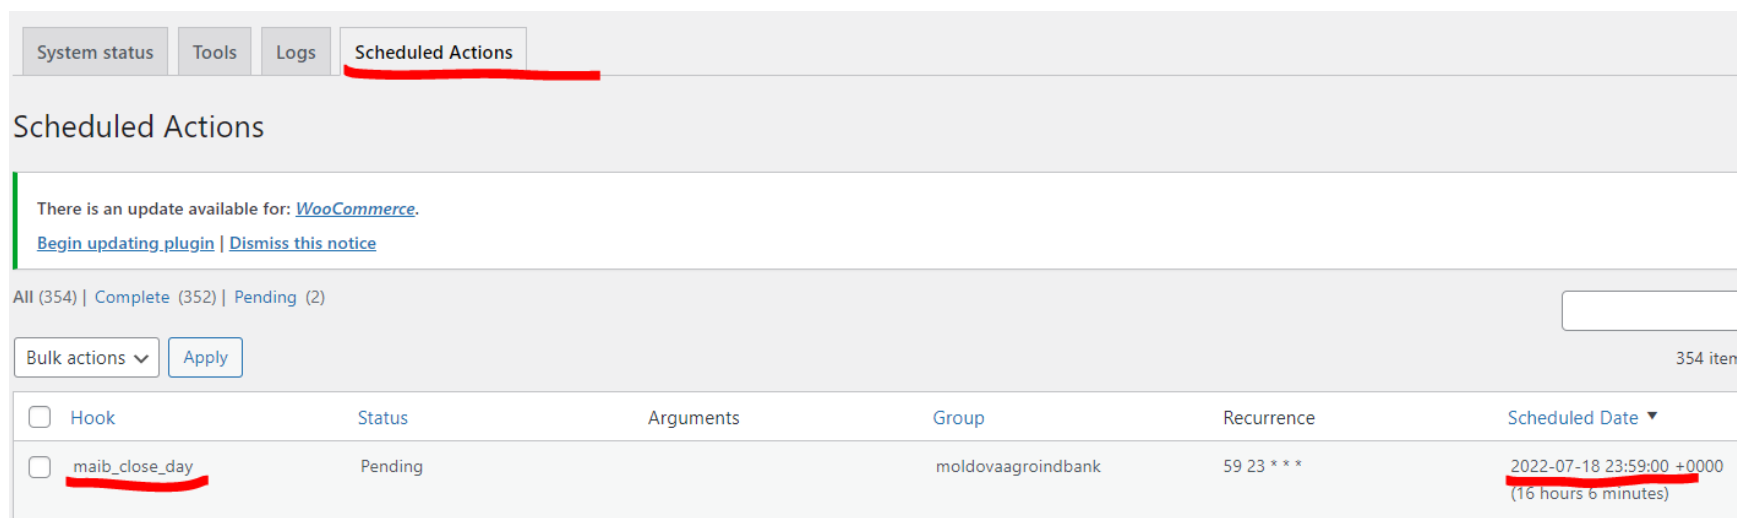 System status Tools Logs Scheduled Actions
Scheduled Actions
There is an update available for: WooCommerce.
Begin updating plugin | Dismiss this notice
All (354) | Complete (352) | Pending (2)
Bulk actions Apply
354 item
Hook Status Arguments Group Recurrence Scheduled Date ▼
maib_close_day Pending moldovaagroindbank 59 23 * * * 2022-07-18 23:59:00 +0000
(16 hours 6 minutes)